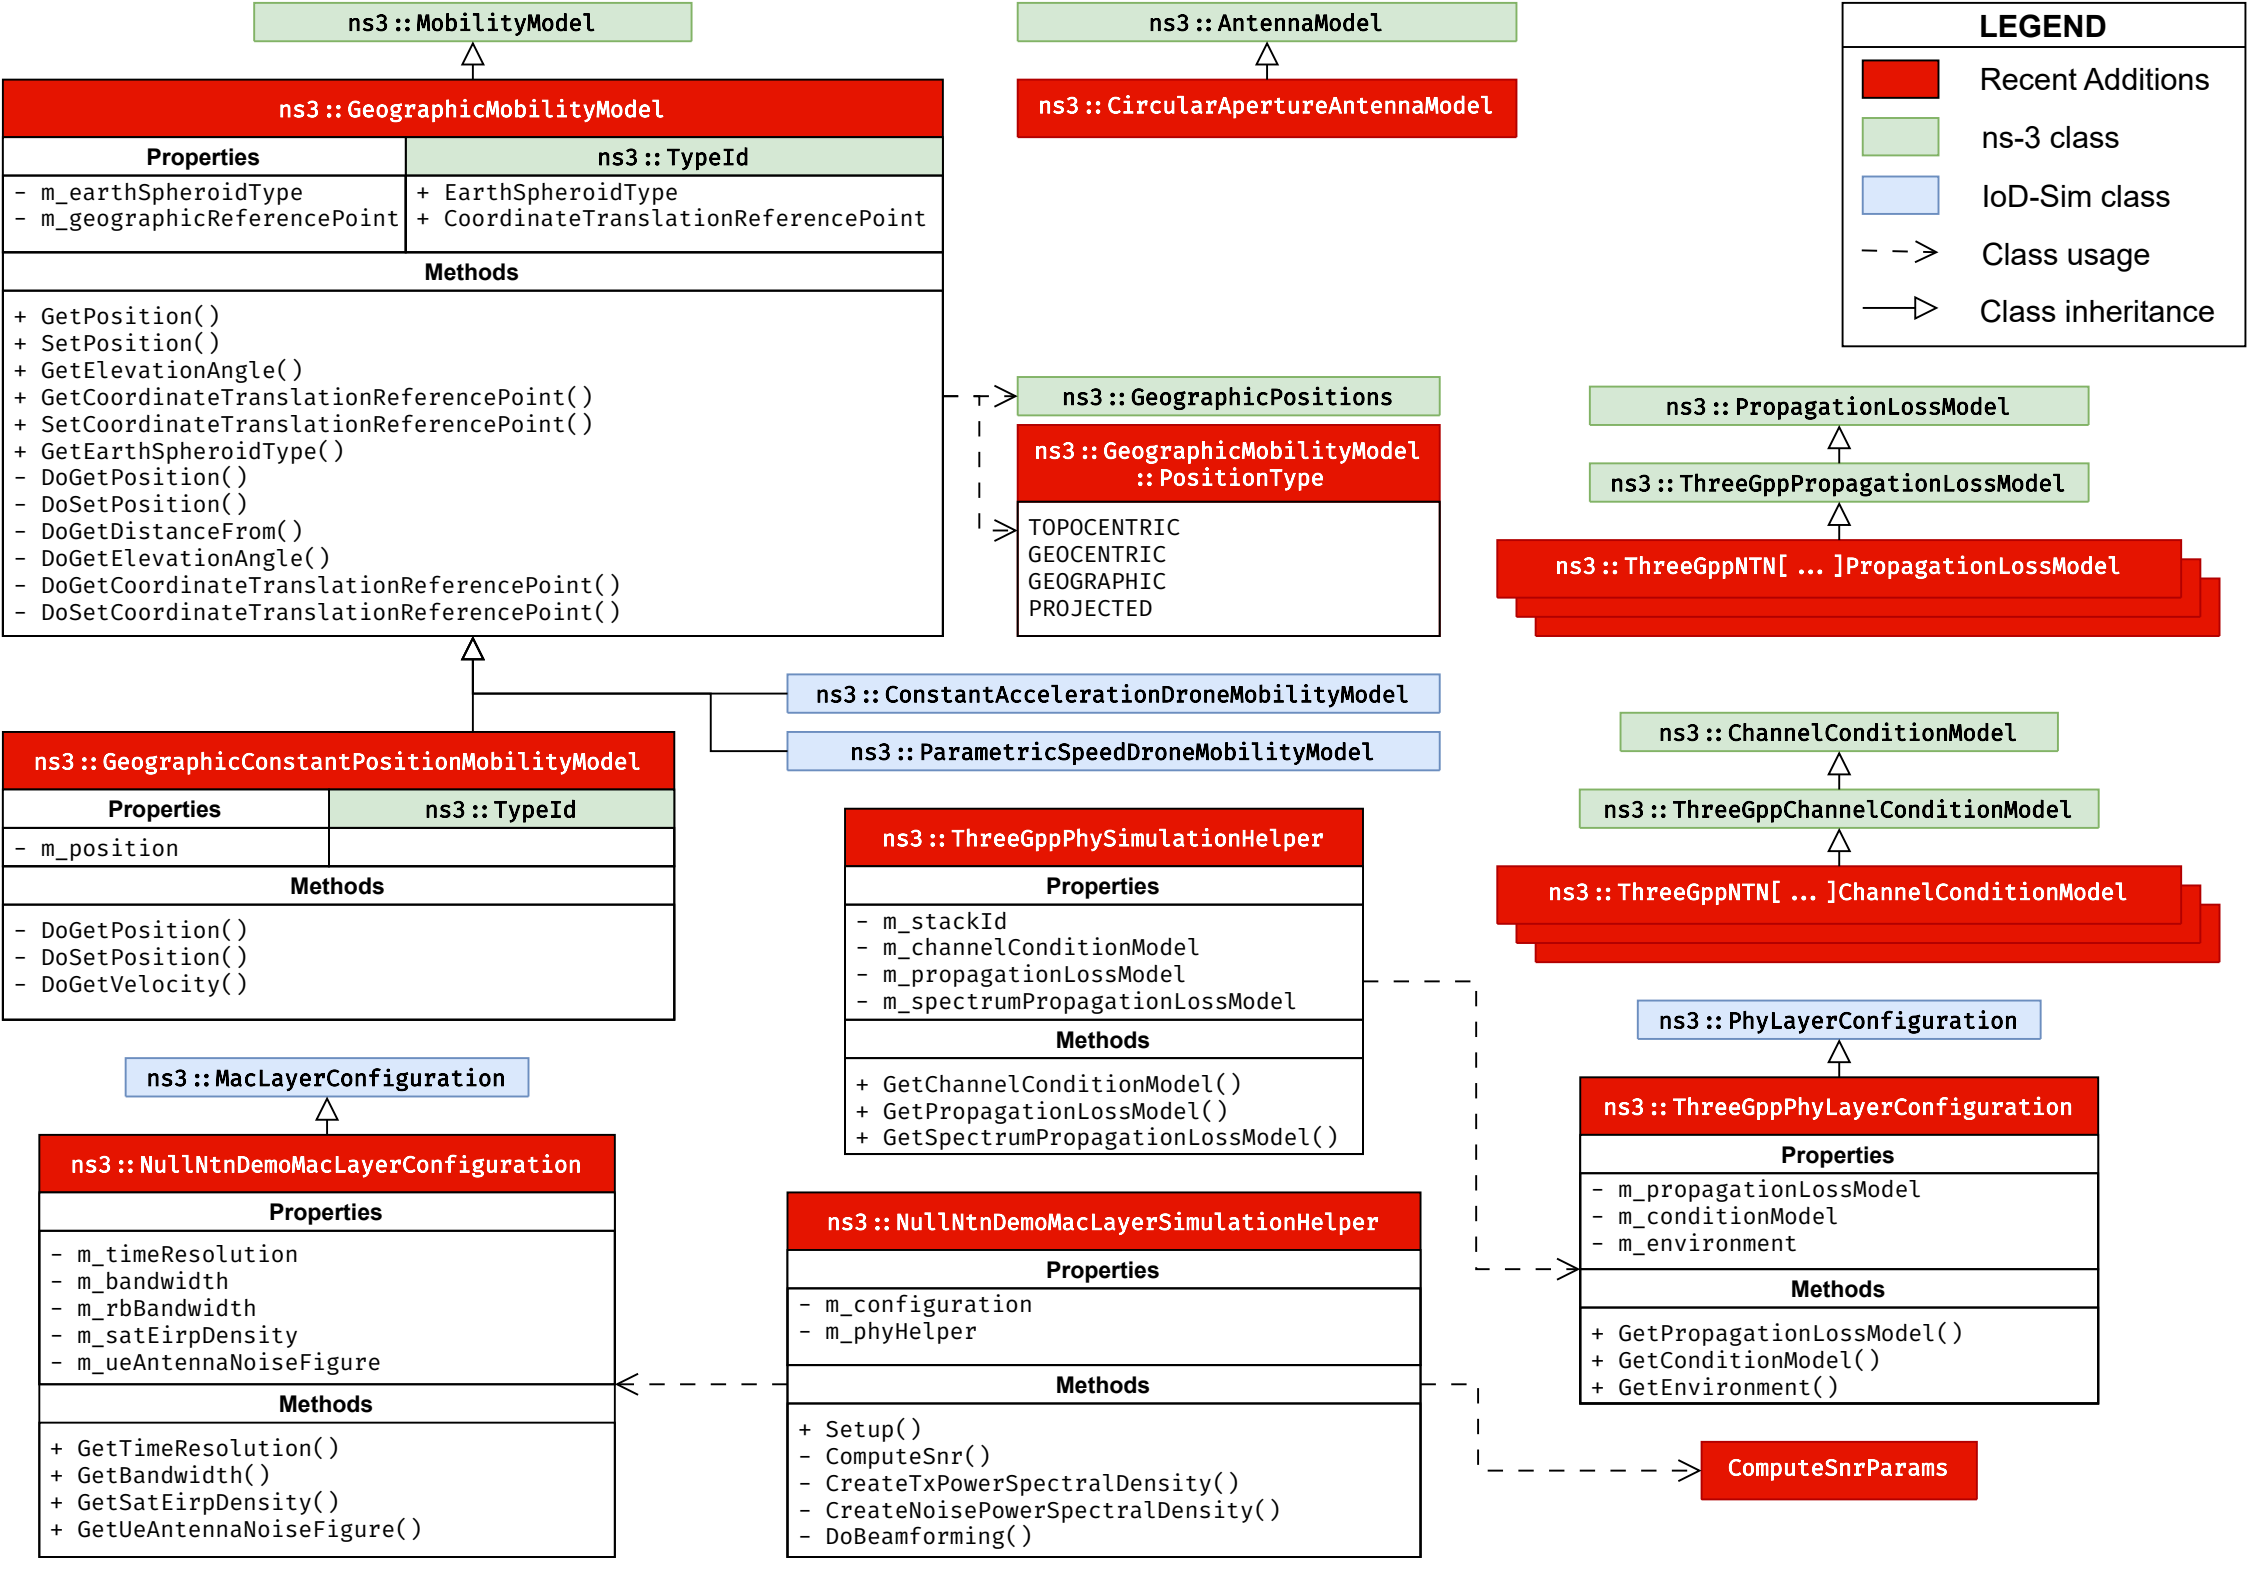 ns3::MobilityModel
ns3::GeographicMobilityModel
Properties
ns3::TypeId
- m_earthSpheroidType
- m_geographicReferencePoint
+ EarthSpheroidType
+ CoordinateTranslationReferencePoint
Methods
+ GetPosition()
+ SetPosition()
+ GetElevationAngle()
+ GetCoordinateTranslationReferencePoint()
+ SetCoordinateTranslationReferencePoint()
+ GetEarthSpheroidType()
- DoGetPosition()
- DoSetPosition()
- DoGetDistanceFrom()
- DoGetElevationAngle()
- DoGetCoordinateTranslationReferencePoint()
- DoSetCoordinateTranslationReferencePoint()
ns3::AntennaModel
ns3::CircularApertureAntennaModel
LEGEND
Recent Additions
ns-3 class
IoD-Sim class
Class usage
Class inheritance
ns3::GeographicPositions
ns3::GeographicMobilityModel
::PositionType
TOPOCENTRIC
GEOCENTRIC
GEOGRAPHIC
PROJECTED
ns3::PropagationLossModel
ns3::ThreeGppPropagationLossModel
ns3::ThreeGppNTN[...]PropagationLossModel
ns3::ConstantAccelerationDroneMobilityModel
ns3::ParametricSpeedDroneMobilityModel
ns3::GeographicConstantPositionMobilityModel
Properties
ns3::TypeId
- m_position
Methods
- DoGetPosition()
- DoSetPosition()
- DoGetVelocity()
ns3::ChannelConditionModel
ns3::ThreeGppChannelConditionModel
ns3::ThreeGppNTN[...]ChannelConditionModel
ns3::ThreeGppPhySimulationHelper
Properties
- m_stackId
- m_channelConditionModel
- m_propagationLossModel
- m_spectrumPropagationLossModel
Methods
+ GetChannelConditionModel()
+ GetPropagationLossModel()
+ GetSpectrumPropagationLossModel()
ns3::PhyLayerConfiguration
ns3::ThreeGppPhyLayerConfiguration
Properties
- m_propagationLossModel
- m_conditionModel
- m_environment
Methods
+ GetPropagationLossModel()
+ GetConditionModel()
+ GetEnvironment()
ns3::MacLayerConfiguration
ns3::NullNtnDemoMacLayerConfiguration
Properties
- m_timeResolution
- m_bandwidth
- m_rbBandwidth
- m_satEirpDensity
- m_ueAntennaNoiseFigure
Methods
+ GetTimeResolution()
+ GetBandwidth()
+ GetSatEirpDensity()
+ GetUeAntennaNoiseFigure()
ns3::NullNtnDemoMacLayerSimulationHelper
Properties
- m_configuration
- m_phyHelper
Methods
+ Setup()
- ComputeSnr()
- CreateTxPowerSpectralDensity()
- CreateNoisePowerSpectralDensity()
- DoBeamforming()
ComputeSnrParams